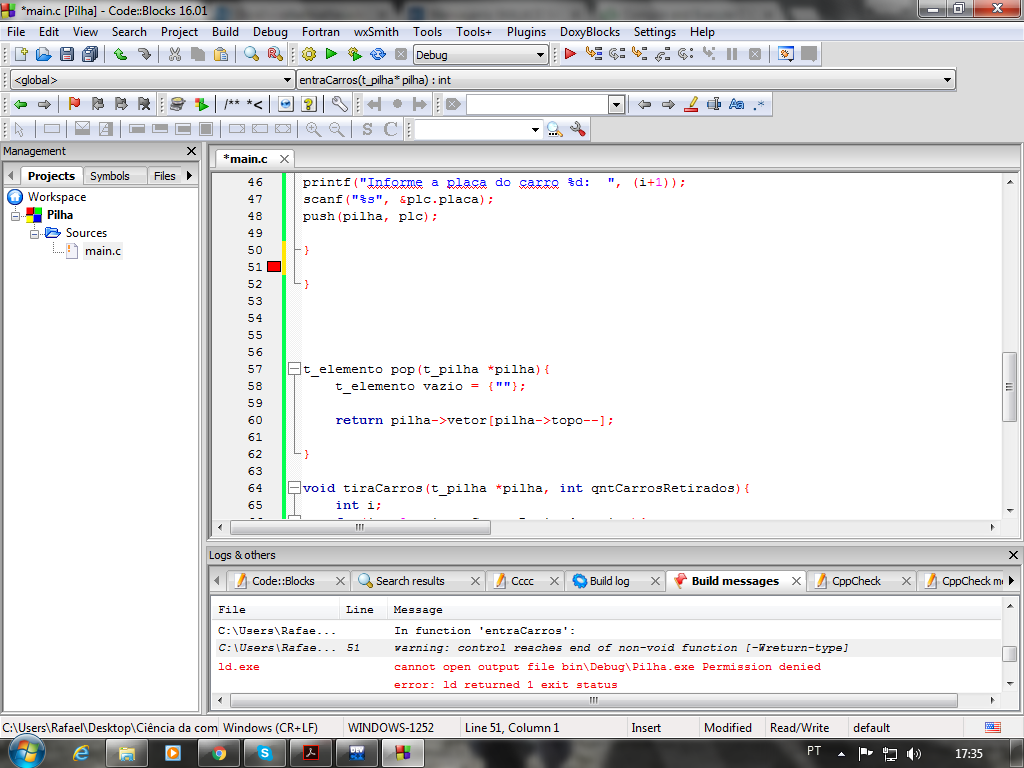 *main.c [Pilha] - Code::Blocks 16.01
File Edit View Search Project Build Debug Fortran wxSmith Tools Tools+ Plugins DoxyBlocks Settings Help
Debug
<global> entraCarros(t_pilha* pilha) : int
/** *< Aa .*
S C
Management
Projects Symbols Files
Workspace
Pilha
Sources
main.c
*main.c
46 printf("Informe a placa do carro %d:  ", (i+1));
47 scanf("%s", &plc.placa);
48 push(pilha, plc);
49
50 }
51
52 }
53
54
55
56
57 t_elemento pop(t_pilha *pilha){
58 t_elemento vazio = {""};
59
60 return pilha->vetor[pilha->topo--];
61
62 }
63
64 void tiraCarros(t_pilha *pilha, int qntCarrosRetirados){
65 int i;
Logs & others
Code::Blocks Search results Cccc Build log Build messages CppCheck CppCheck me
File Line Message
C:\Users\Rafae... In function 'entraCarros':
C:\Users\Rafae... 51 warning: control reaches end of non-void function [-Wreturn-type]
ld.exe cannot open output file bin\Debug\Pilha.exe Permission denied
error: ld returned 1 exit status
C:\Users\Rafael\Desktop\Ciência da com Windows (CR+LF) WINDOWS-1252 Line 51, Column 1 Insert Modified Read/Write default
PT 17:35